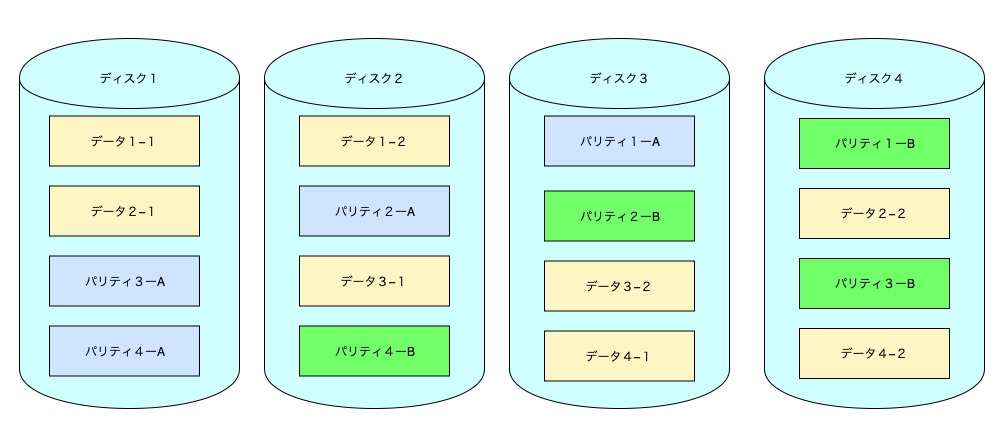 ディスク１
ディスク２
ディスク３
ディスク４
データ１−１
データ１−２
パリティ１ーA
パリティ１ーB
データ２−１
パリティ２ーA
パリティ２ーB
データ２−２
パリティ３ーA
データ３−１
データ３−２
パリティ３ーB
パリティ４ーA
パリティ４ーB
データ４−１
データ４−２